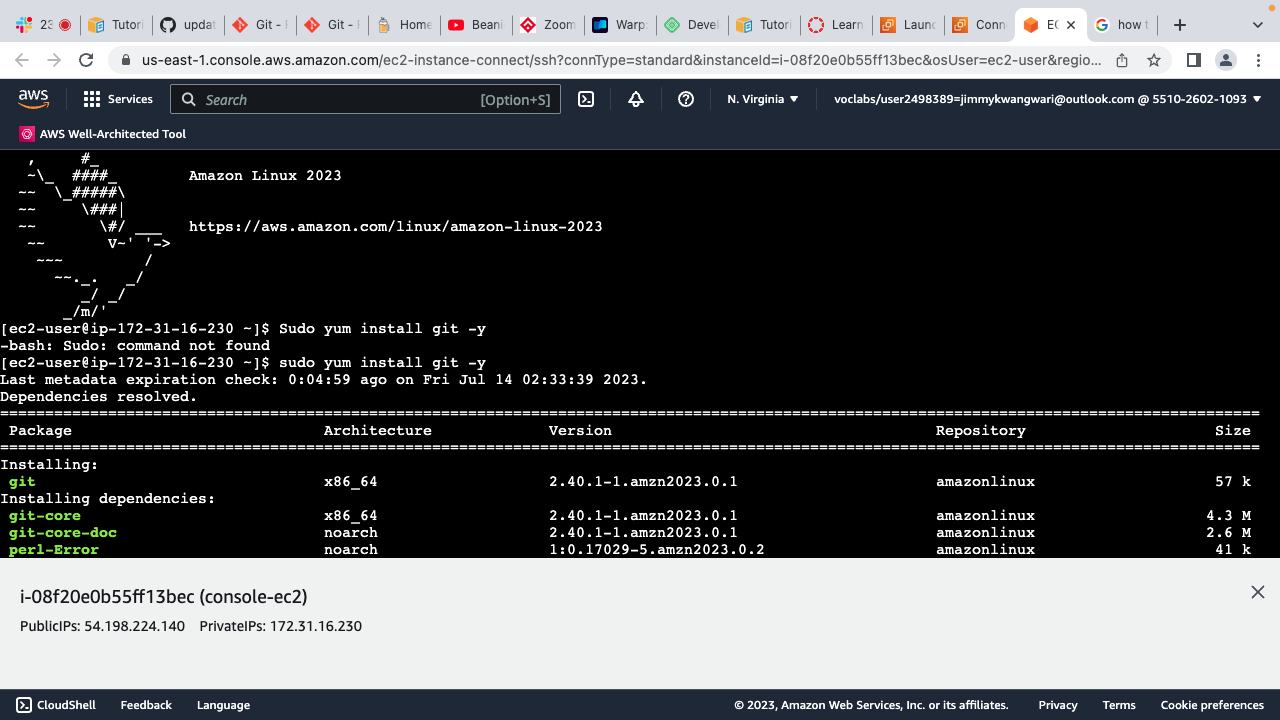 23
Tutori
updat
Git - F
Git - F
Home
Beani
Zoom
Warp:
Devel
Tutori
Learn
Laun
Conn
EC
how t
us-east-1.console.aws.amazon.com/ec2-instance-connect/ssh?connType=standard&instanceId=i-08f20e0b55ff13bec&osUser=ec2-user&regio...
aws
Services
Search
[Option+S]
N. Virginia
voclabs/user2498389=jimmykwangwari@outlook.com @ 5510-2602-1093
AWS Well-Architected Tool
   ,     #_
   ~\_  ####_        Amazon Linux 2023
  ~~  \_#####\
  ~~     \###|
  ~~       \#/ ___   https://aws.amazon.com/linux/amazon-linux-2023
   ~~       V~' '->
    ~~~         /
      ~~._.   _/
         _/ _/
       _/m/'
[ec2-user@ip-172-31-16-230 ~]$ Sudo yum install git -y
-bash: Sudo: command not found
[ec2-user@ip-172-31-16-230 ~]$ sudo yum install git -y
Last metadata expiration check: 0:04:59 ago on Fri Jul 14 02:33:39 2023.
Dependencies resolved.
============================================================================================================================================
Package Architecture Version Repository Size
============================================================================================================================================
Installing:
git x86_64 2.40.1-1.amzn2023.0.1 amazonlinux 57 k
Installing dependencies:
git-core x86_64 2.40.1-1.amzn2023.0.1 amazonlinux 4.3 M
git-core-doc noarch 2.40.1-1.amzn2023.0.1 amazonlinux 2.6 M
perl-Error noarch 1:0.17029-5.amzn2023.0.2 amazonlinux 41 k
i-08f20e0b55ff13bec (console-ec2)
PublicIPs: 54.198.224.140 PrivateIPs: 172.31.16.230
CloudShell
Feedback
Language
© 2023, Amazon Web Services, Inc. or its affiliates.
Privacy
Terms
Cookie preferences